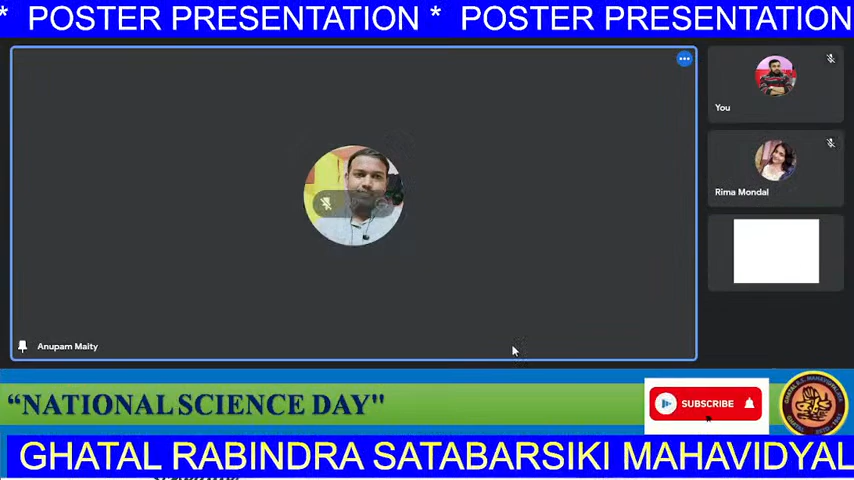 * POSTER PRESENTATION * POSTER PRESENTATION
You
Rima Mondal
Anupam Maity
“NATIONAL SCIENCE DAY"
SUBSCRIBE
GHATAL RABINDRA SATABARSIKI MAHAVIDYAL